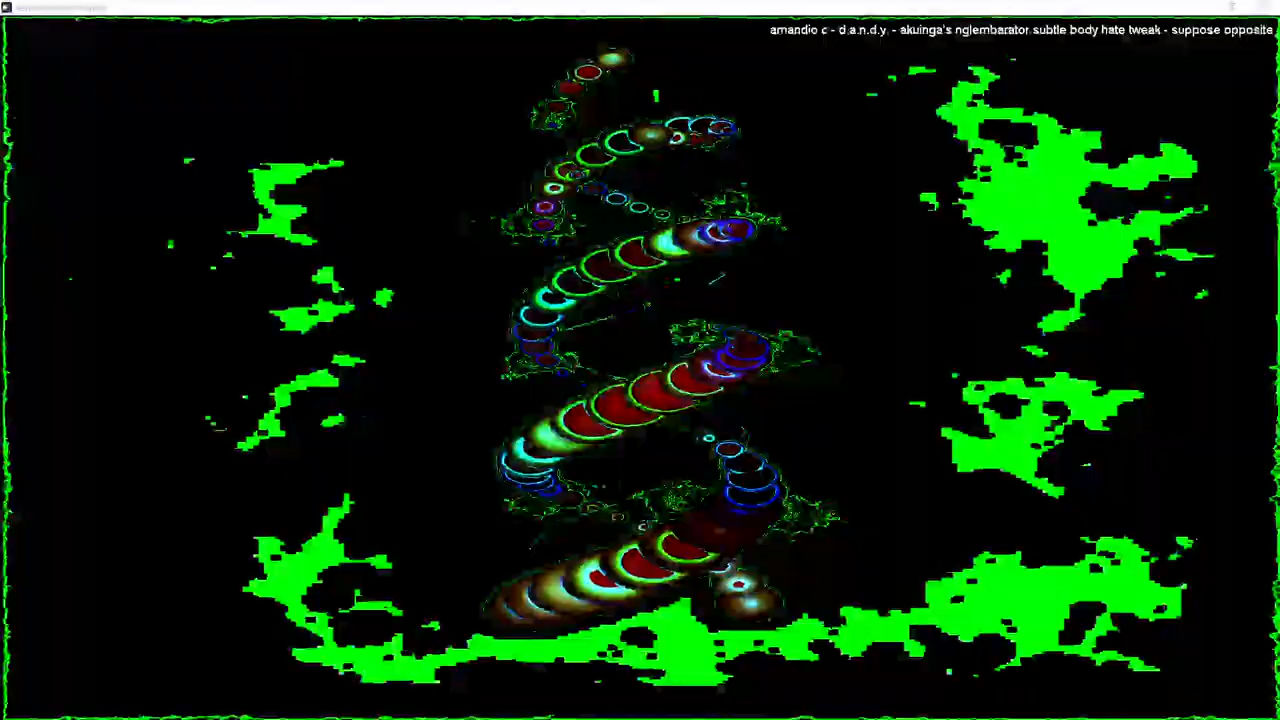 amandio c - d.a.n.d.y. - akuinga's nglembarator subtle body hate tweak - suppose opposite